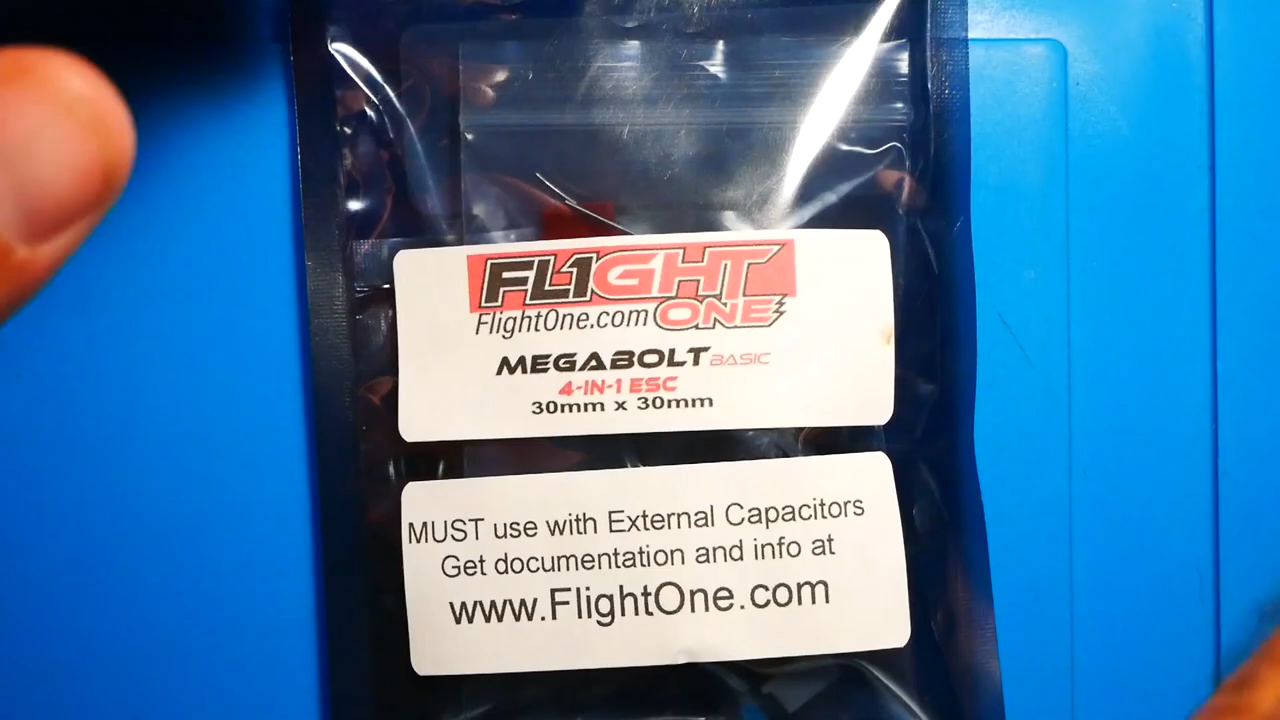 FL1GHT
ONE
FlightOne.com
MEGABOLT BASIC
4-IN-1 ESC
30mm x 30mm
MUST use with External Capacitors
Get documentation and info at
www.FlightOne.com